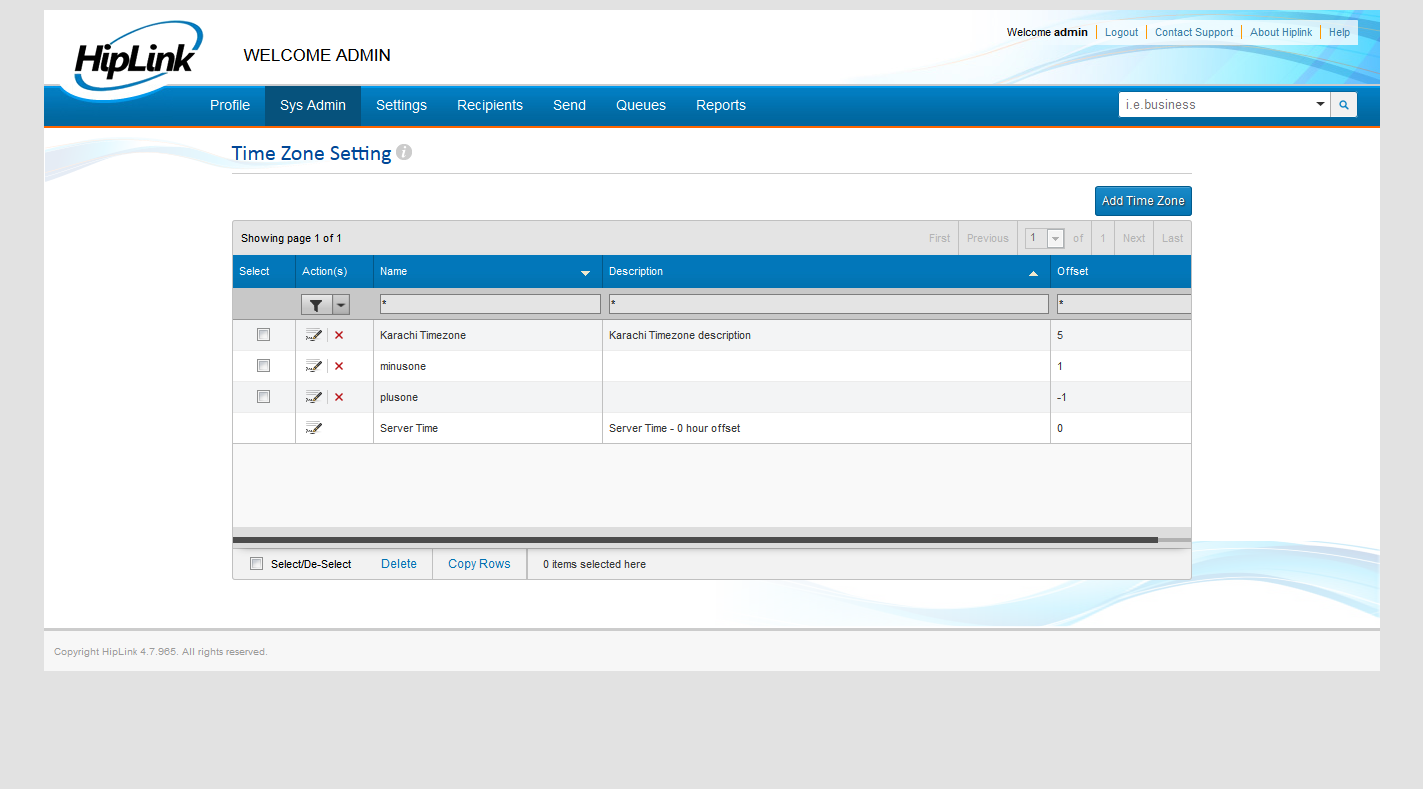 HipLink
WELCOME ADMIN
Welcome admin Logout Contact Support About Hiplink Help
Profile Sys Admin Settings Recipients Send Queues Reports i.e.business
Time Zone Setting i
Add Time Zone
Showing page 1 of 1 First Previous 1 of 1 Next Last
Select Action(s) Name Description Offset
* * *
Karachi Timezone Karachi Timezone description 5
minusone 1
plusone -1
Server Time Server Time - 0 hour offset 0
Select/De-Select Delete Copy Rows 0 items selected here
Copyright HipLink 4.7.965. All rights reserved.